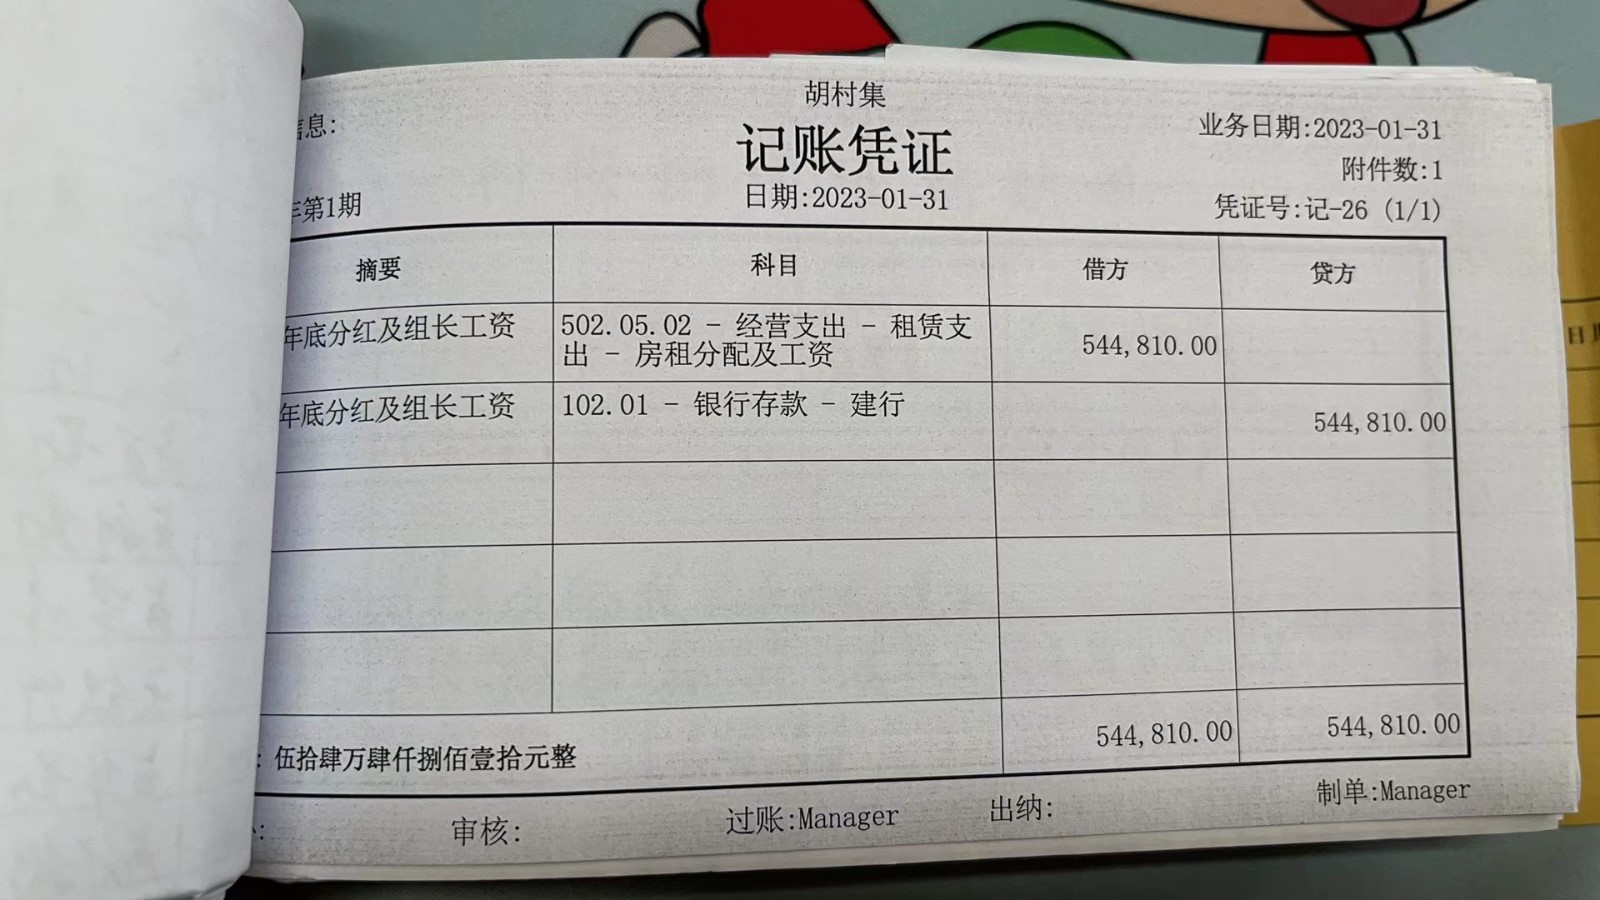 胡村集
信息:
记账凭证
业务日期:2023-01-31
附件数:1
年第1期
日期:2023-01-31
凭证号:记-26 (1/1)
摘要 科目 借方 贷方
年底分红及组长工资 502.05.02 - 经营支出 - 租赁支
出 - 房租分配及工资 544,810.00
年底分红及组长工资 102.01 - 银行存款 - 建行 544,810.00
: 伍拾肆万肆仟捌佰壹拾元整 544,810.00 544,810.00
审核: 过账:Manager 出纳: 制单:Manager